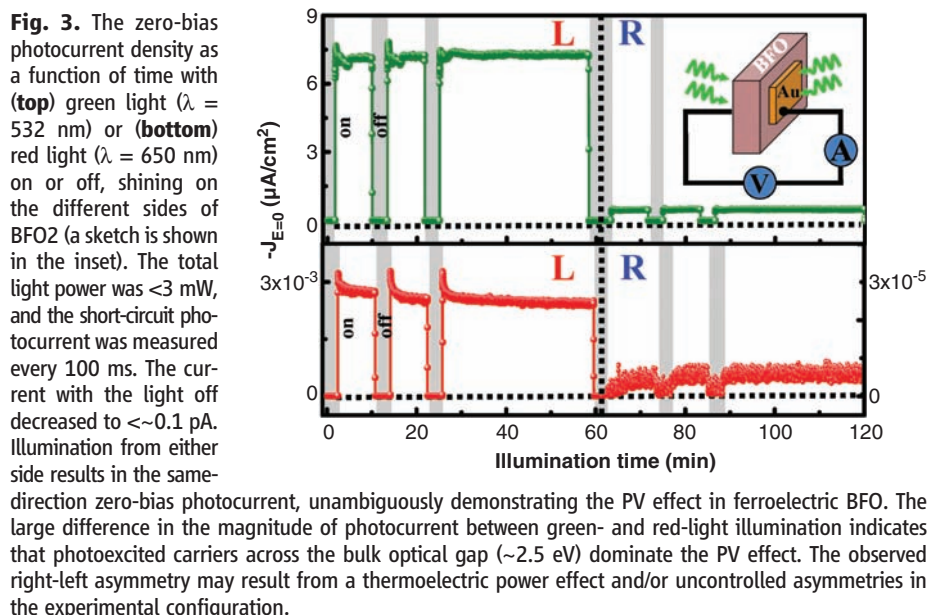 Fig. 3. The zero-bias
photocurrent density as
a function of time with
(top) green light (λ =
532 nm) or (bottom)
red light (λ = 650 nm)
on or off, shining on
the different sides of
BFO2 (a sketch is shown
in the inset). The total
light power was <3 mW,
and the short-circuit pho-
tocurrent was measured
every 100 ms. The cur-
rent with the light off
decreased to <~0.1 pA.
Illumination from either
side results in the same-
direction zero-bias photocurrent, unambiguously demonstrating the PV effect in ferroelectric BFO. The
large difference in the magnitude of photocurrent between green- and red-light illumination indicates
that photoexcited carriers across the bulk optical gap (~2.5 eV) dominate the PV effect. The observed
right-left asymmetry may result from a thermoelectric power effect and/or uncontrolled asymmetries in
the experimental configuration.
-J_E=0 (μA/cm²)
9
6
3
0
L
R
on
off
BFO
Au
A
V
3x10⁻³
0
L
R
on
off
3x10⁻⁵
0
0 20 40 60 80 100 120
Illumination time (min)